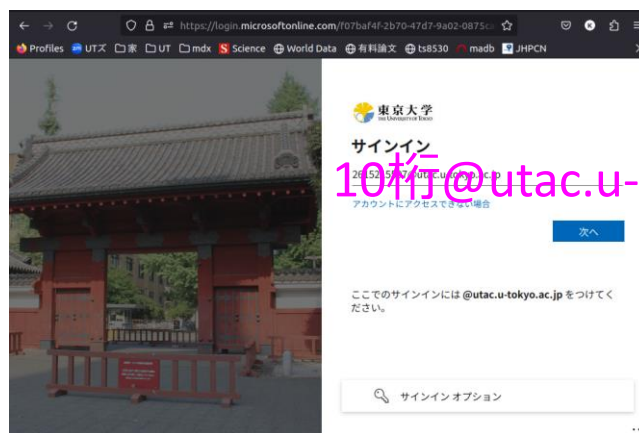 https://login.microsoftonline.com/f07baf4f-2b70-47d7-9a02-0875c
Profiles UTズ 家 UT mdx Science World Data 有料論文 ts8530 madb JHPCN
東京大学
THE UNIVERSITY OF TOKYO
サインイン
10桁@utac.u-
アカウントにアクセスできない場合
次へ
ここでのサインインには @utac.u-tokyo.ac.jp をつけてく
ださい。
サインイン オプション